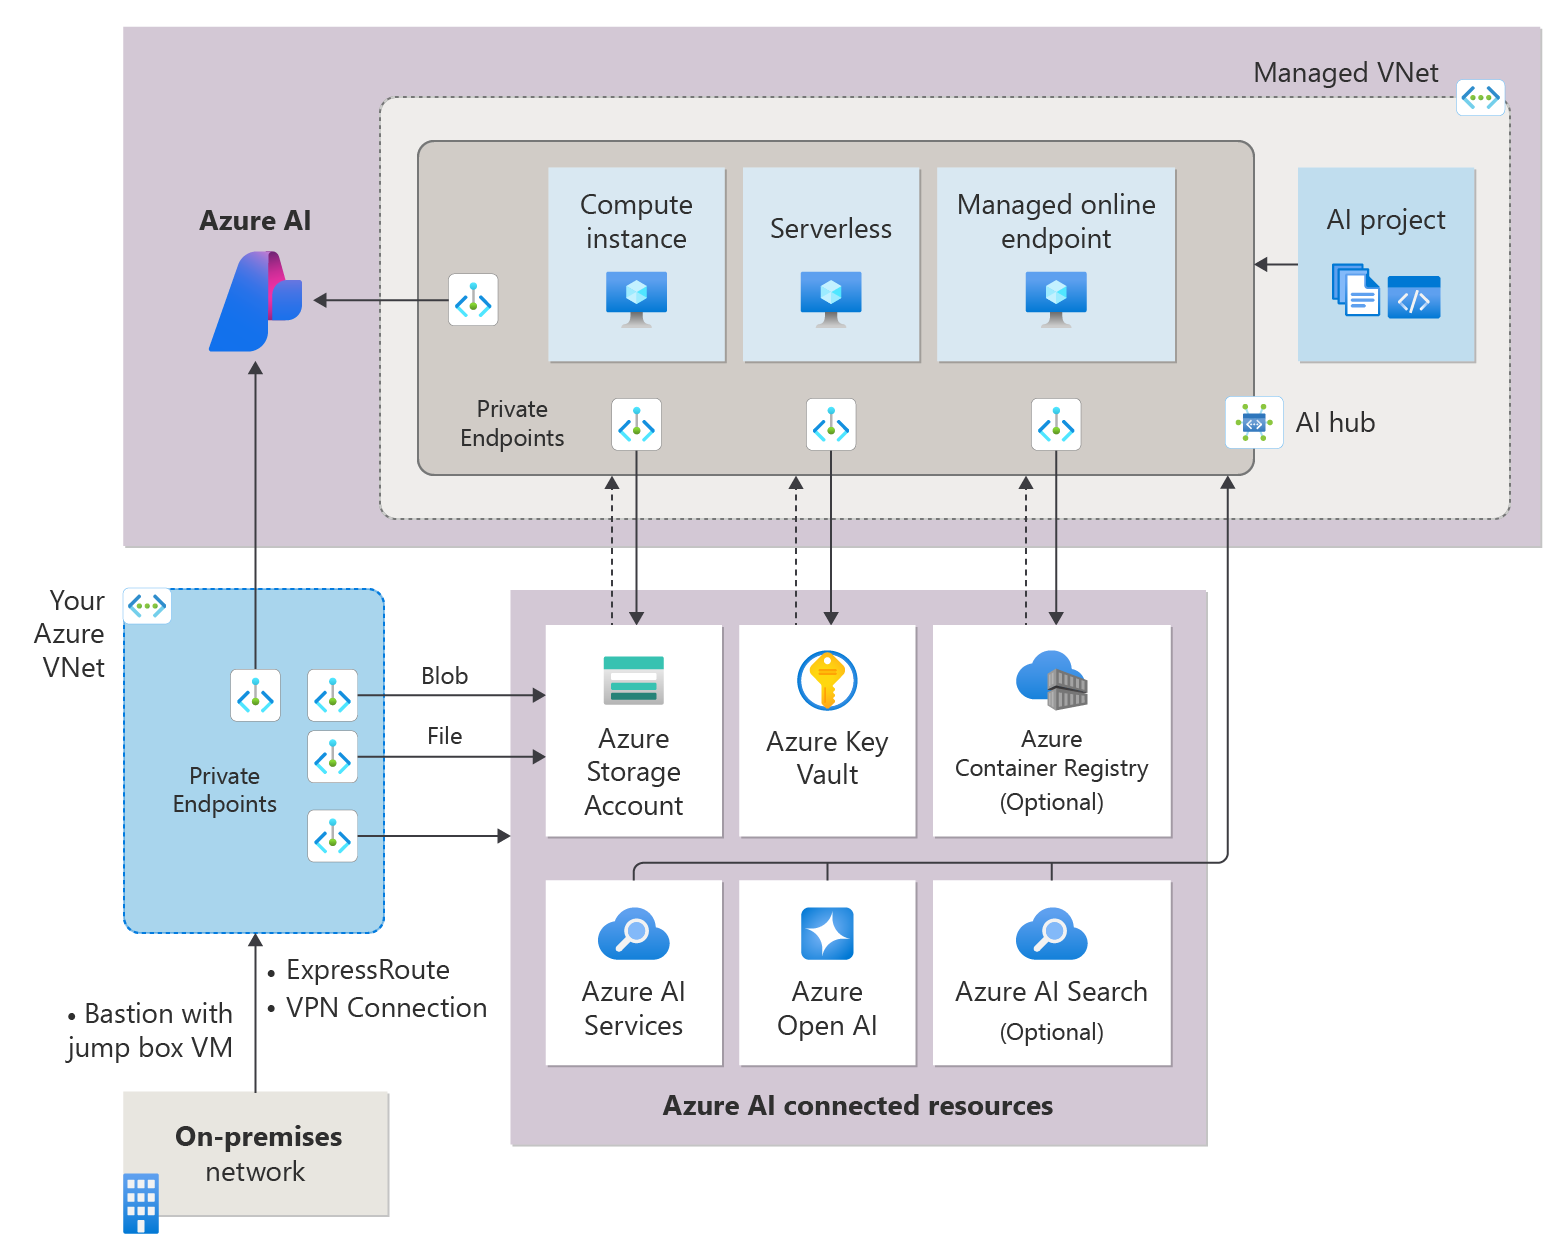 Managed VNet
Azure AI
Compute
instance
Serverless
Managed online
endpoint
AI project
Private
Endpoints
AI hub
Your
Azure
VNet
Blob
File
Private
Endpoints
Azure
Storage
Account
Azure Key
Vault
Azure
Container Registry
(Optional)
• ExpressRoute
• VPN Connection
• Bastion with
jump box VM
Azure AI
Services
Azure
Open AI
Azure AI Search
(Optional)
Azure AI connected resources
On-premises
network